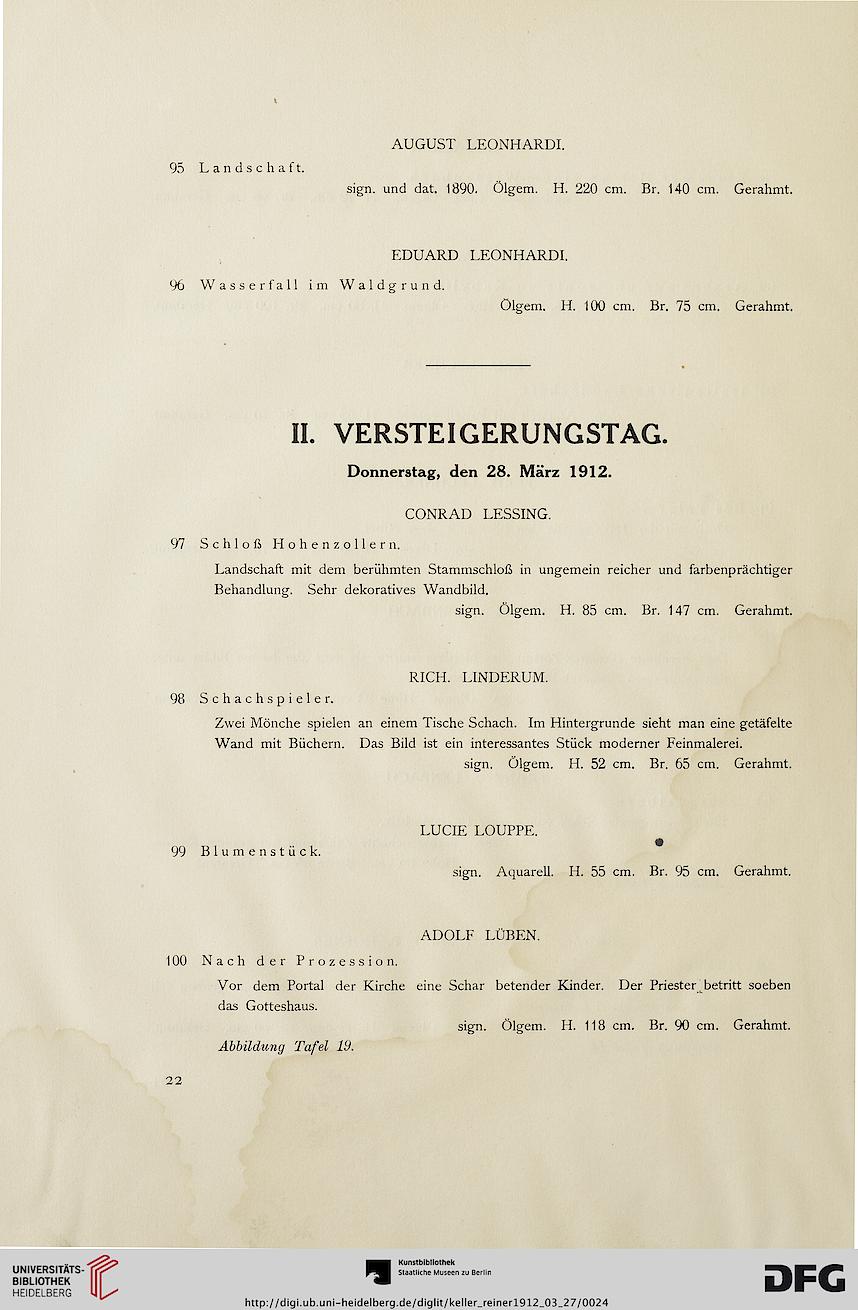 AUGUST LEONHARDI.
95 Landschaft.
sign. und dat. 1890. Ölgem. H. 220 cm. Br. 140 cm. Gerahmt.
EDUARD LEONHARDI.
96 Wasserfall im Waldgrund.
Ölgem. H. 100 cm. Br. 75 cm. Gerahmt.
II. VERSTEIGERUNGSTAG.
Donnerstag, den 28. März 1912.
CONRAD LESSING.
97 Schloß Hohenzollern.
Landschaft mit dem berühmten Stammschloß in ungemein reicher und farbenprächtiger
Behandlung. Sehr dekoratives Wandbild.
sign. Ölgem. H. 85 cm. Br. 147 cm. Gerahmt.
RICH. LINDERUM.
98 Schachspieler.
Zwei Mönche spielen an einem Tische Schach. Im Hintergrunde sieht man eine getäfelte
Wand mit Büchern. Das Bild ist ein interessantes Stück moderner Feinmalerei.
sign. Ölgem. H. 52 cm. Br. 65 cm. Gerahmt.
LUCIE LOUPPE.
99 Blumenstück.
sign. Aquarell. H. 55 cm. Br. 95 cm. Gerahmt.
ADOLF LÜBEN.
100 Nach der Prozession.
Vor dem Portal der Kirche eine Schar betender Kinder. Der Priester betritt soeben
das Gotteshaus.
sign. Ölgem. H. 118 cm. Br. 90 cm. Gerahmt.
Abbildung Tafel 19.
22
UNIVERSITÄTS-
BIBLIOTHEK
HEIDELBERG
Kunstbibliothek
Staatliche Museen zu Berlin
DFG
http://digi.ub.uni-heidelberg.de/diglit/keller_reiner1912_03_27/0024